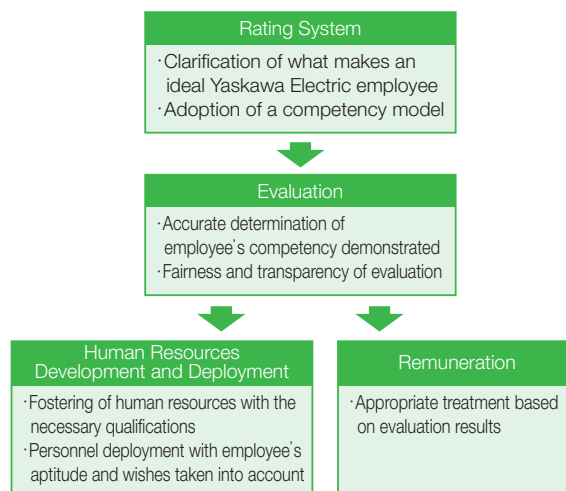 Rating System
·Clarification of what makes an
ideal Yaskawa Electric employee
·Adoption of a competency model
Evaluation
·Accurate determination of
employee's competency demonstrated
·Fairness and transparency of evaluation
Human Resources
Development and Deployment
·Fostering of human resources with the
necessary qualifications
·Personnel deployment with employee's
aptitude and wishes taken into account
Remuneration
·Appropriate treatment based
on evaluation results